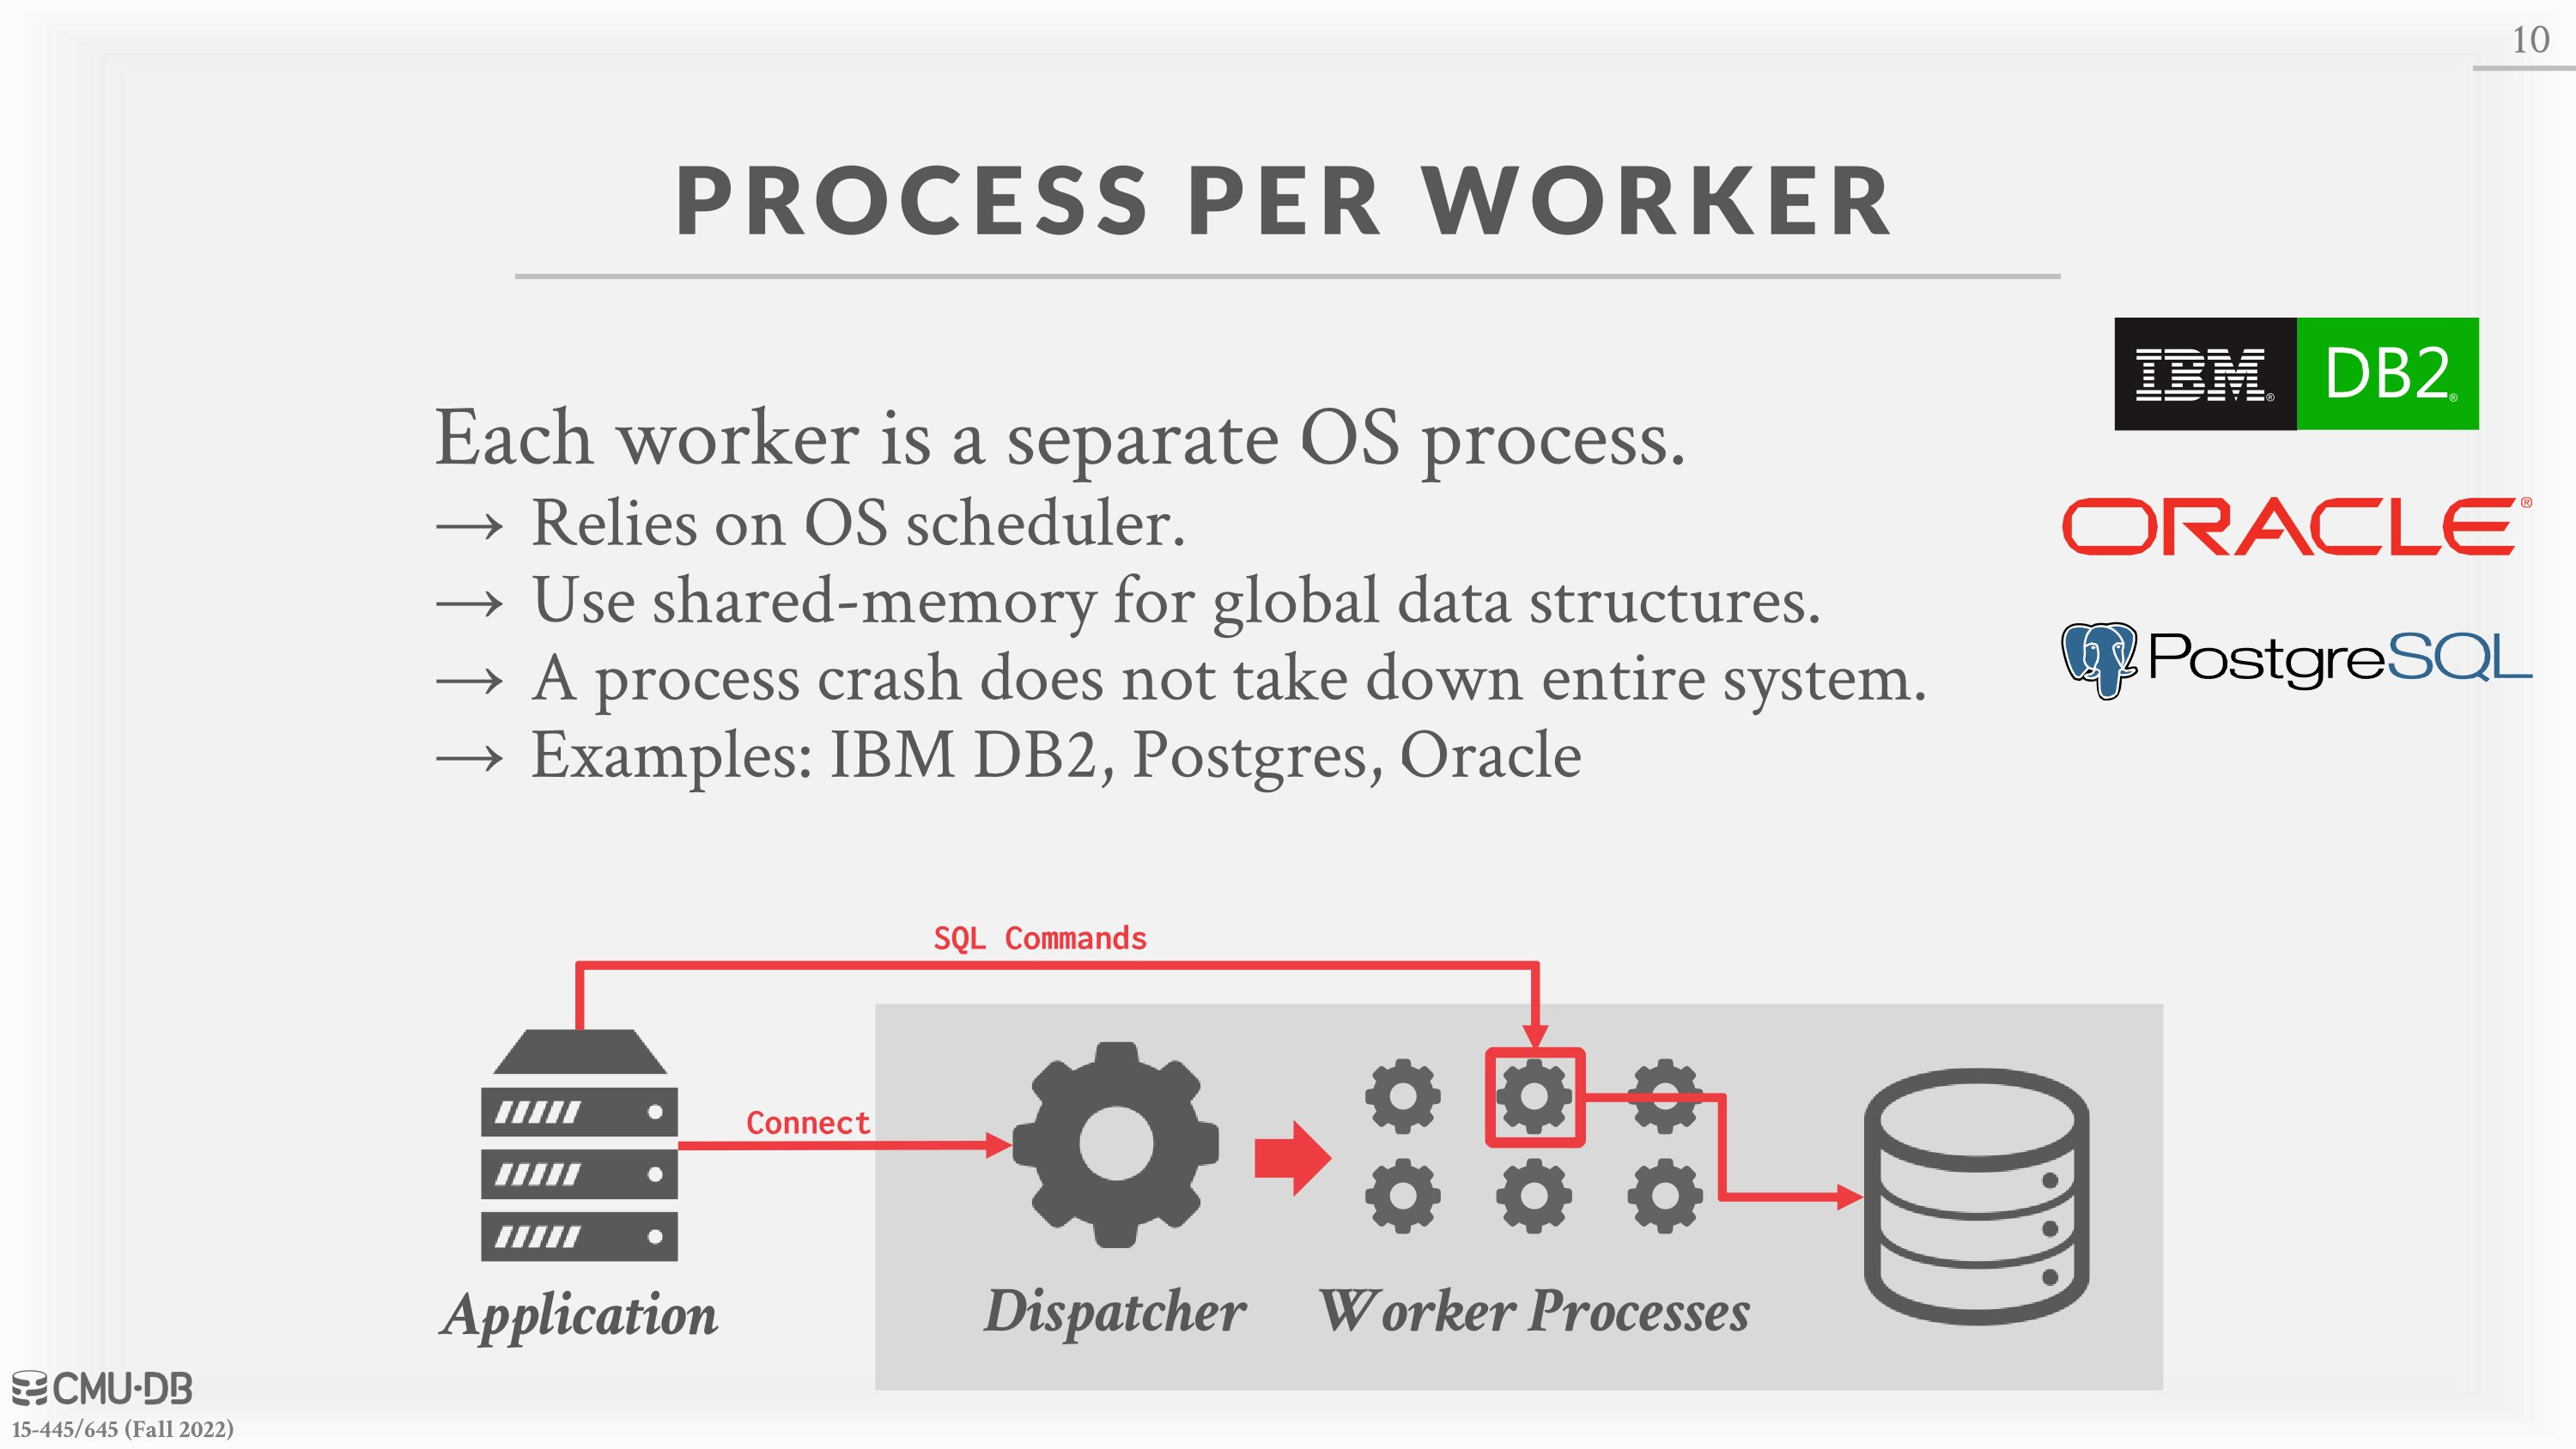 10
PROCESS PER WORKER
Each worker is a separate OS process.
→ Relies on OS scheduler.
→ Use shared-memory for global data structures.
→ A process crash does not take down entire system.
→ Examples: IBM DB2, Postgres, Oracle
IBM® DB2®
ORACLE®
PostgreSQL
SQL Commands
Connect
Application
Dispatcher
Worker Processes
CMU·DB
15-445/645 (Fall 2022)